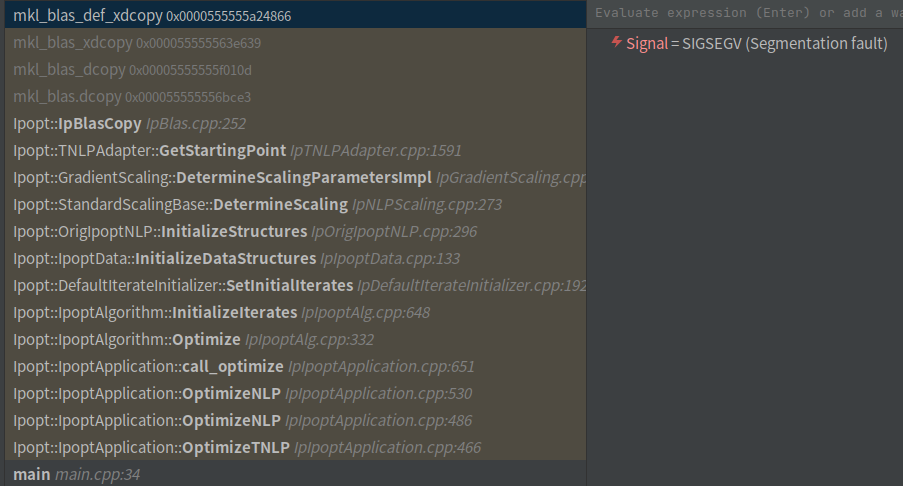 mkl_blas_def_xdcopy 0x0000555555a24866
Evaluate expression (Enter) or add a wa
mkl_blas_xdcopy 0x000055555563e639
Signal = SIGSEGV (Segmentation fault)
mkl_blas_dcopy 0x00005555555f010d
mkl_blas.dcopy 0x000055555556bce3
Ipopt::IpBlasCopy IpBlas.cpp:252
Ipopt::TNLPAdapter::GetStartingPoint IpTNLPAdapter.cpp:1591
Ipopt::GradientScaling::DetermineScalingParametersImpl IpGradientScaling.cpp
Ipopt::StandardScalingBase::DetermineScaling IpNLPScaling.cpp:273
Ipopt::OrigIpoptNLP::InitializeStructures IpOrigIpoptNLP.cpp:296
Ipopt::IpoptData::InitializeDataStructures IpIpoptData.cpp:133
Ipopt::DefaultIterateInitializer::SetInitialIterates IpDefaultIterateInitializer.cpp:192
Ipopt::IpoptAlgorithm::InitializeIterates IpIpoptAlg.cpp:648
Ipopt::IpoptAlgorithm::Optimize IpIpoptAlg.cpp:332
Ipopt::IpoptApplication::call_optimize IpIpoptApplication.cpp:651
Ipopt::IpoptApplication::OptimizeNLP IpIpoptApplication.cpp:530
Ipopt::IpoptApplication::OptimizeNLP IpIpoptApplication.cpp:486
Ipopt::IpoptApplication::OptimizeTNLP IpIpoptApplication.cpp:466
main main.cpp:34